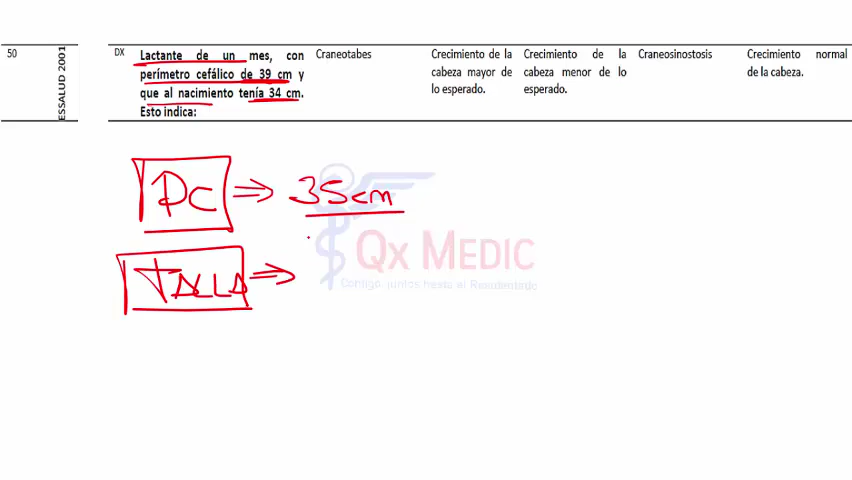 50
ESSALUD 2001
DX
Lactante de un mes, con
perímetro cefálico de 39 cm y
que al nacimiento tenía 34 cm.
Esto indica:
Craneotabes
Crecimiento de la
cabeza mayor de
lo esperado.
Crecimiento de la
cabeza menor de lo
esperado.
Craneosinostosis
Crecimiento normal
de la cabeza.
PC ⇒ 35cm
TALLA ⇒
Qx MEDIC
Contigo juntos hasta el Residentado